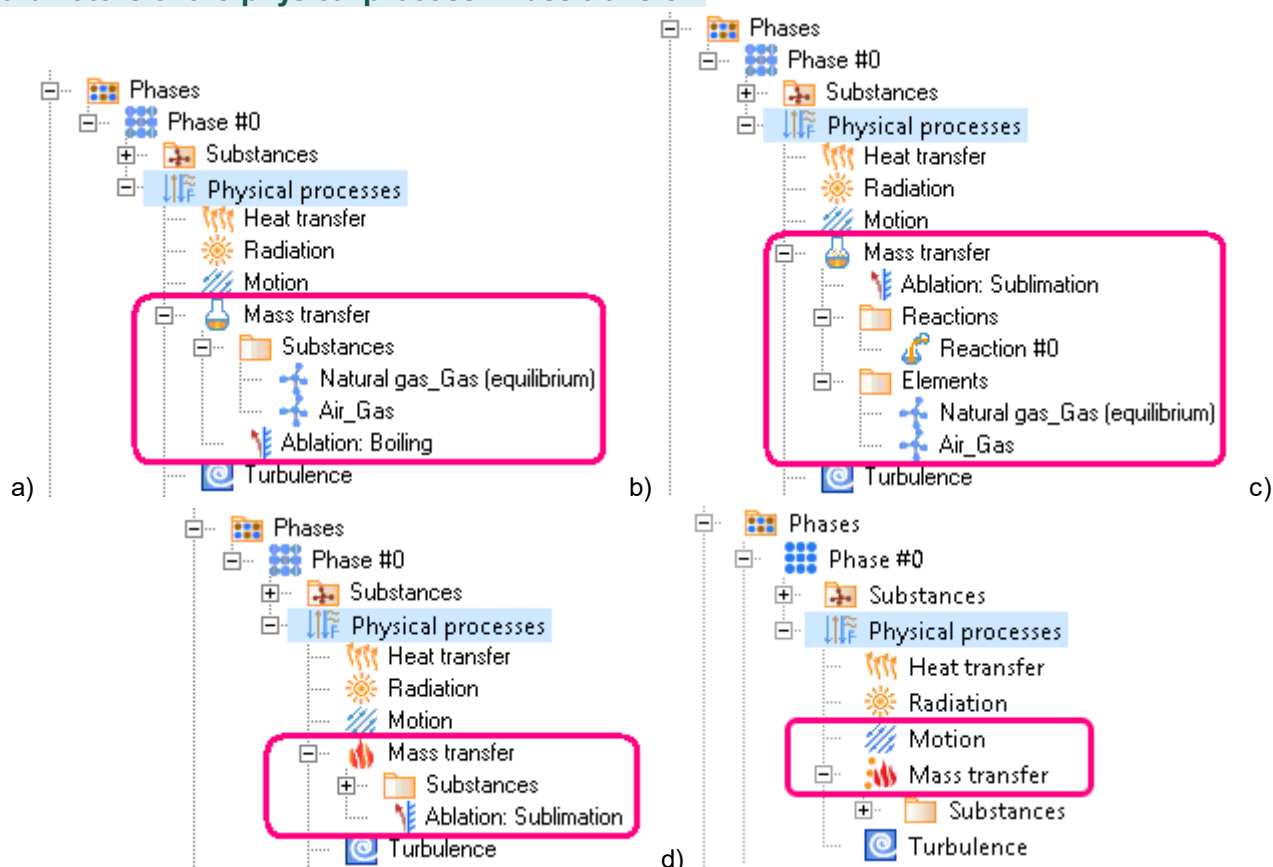 Phases
Phase #0
Substances
Physical processes
Heat transfer
Radiation
Motion
Mass transfer
Substances
Natural gas_Gas (equilibrium)
Air_Gas
Ablation: Boiling
Turbulence
a)
Phases
Phase #0
Substances
Physical processes
Heat transfer
Radiation
Motion
Mass transfer
Ablation: Sublimation
Reactions
Reaction #0
Elements
Natural gas_Gas (equilibrium)
Air_Gas
Turbulence
b)
c)
Phases
Phase #0
Substances
Physical processes
Heat transfer
Radiation
Motion
Mass transfer
Substances
Ablation: Sublimation
Turbulence
d)
Phases
Phase #0
Substances
Physical processes
Heat transfer
Radiation
Motion
Mass transfer
Substances
Turbulence